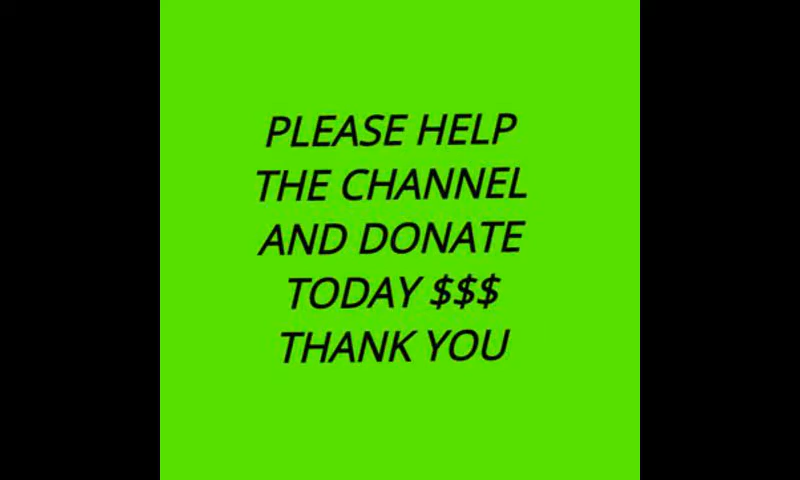 PLEASE HELP
THE CHANNEL
AND DONATE
TODAY $$$
THANK YOU